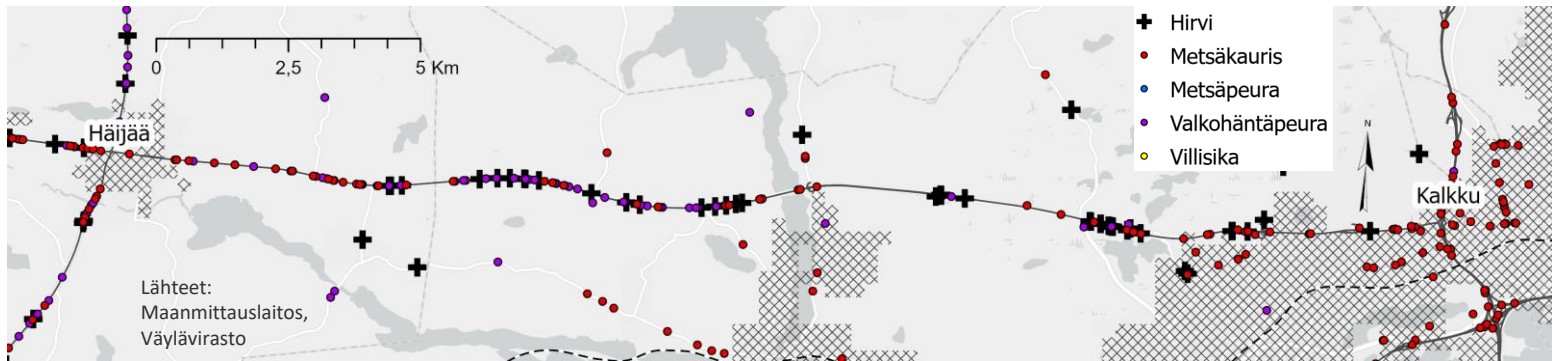 Hirvi
Metsäkauris
Metsäpeura
Valkohäntäpeura
Villisika
0 2,5 5 Km
Häijää
N
Kalkku
Lähteet:
Maanmittauslaitos,
Väylävirasto